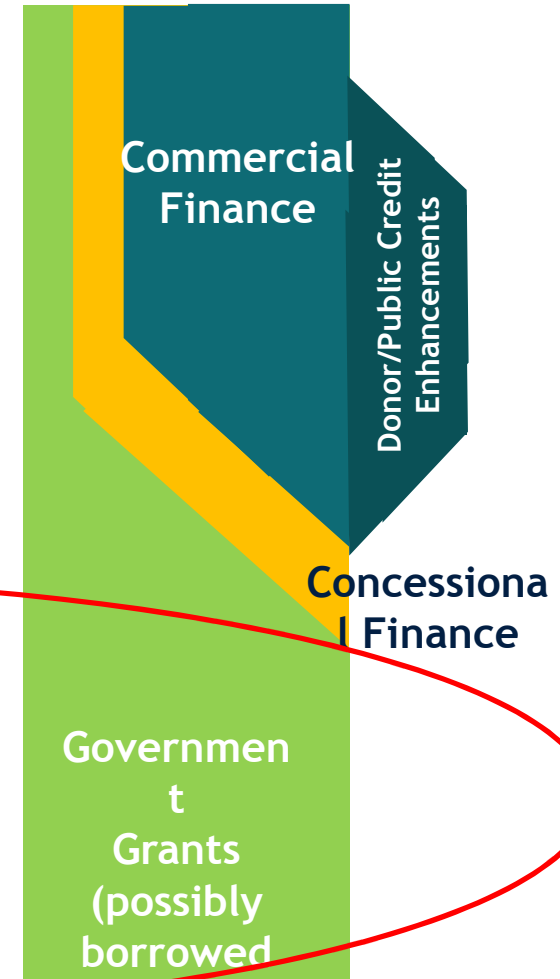 Commercial
Finance
Donor/Public Credit
Enhancements
Concessiona
l Finance
Governmen
t
Grants
(possibly
borrowed